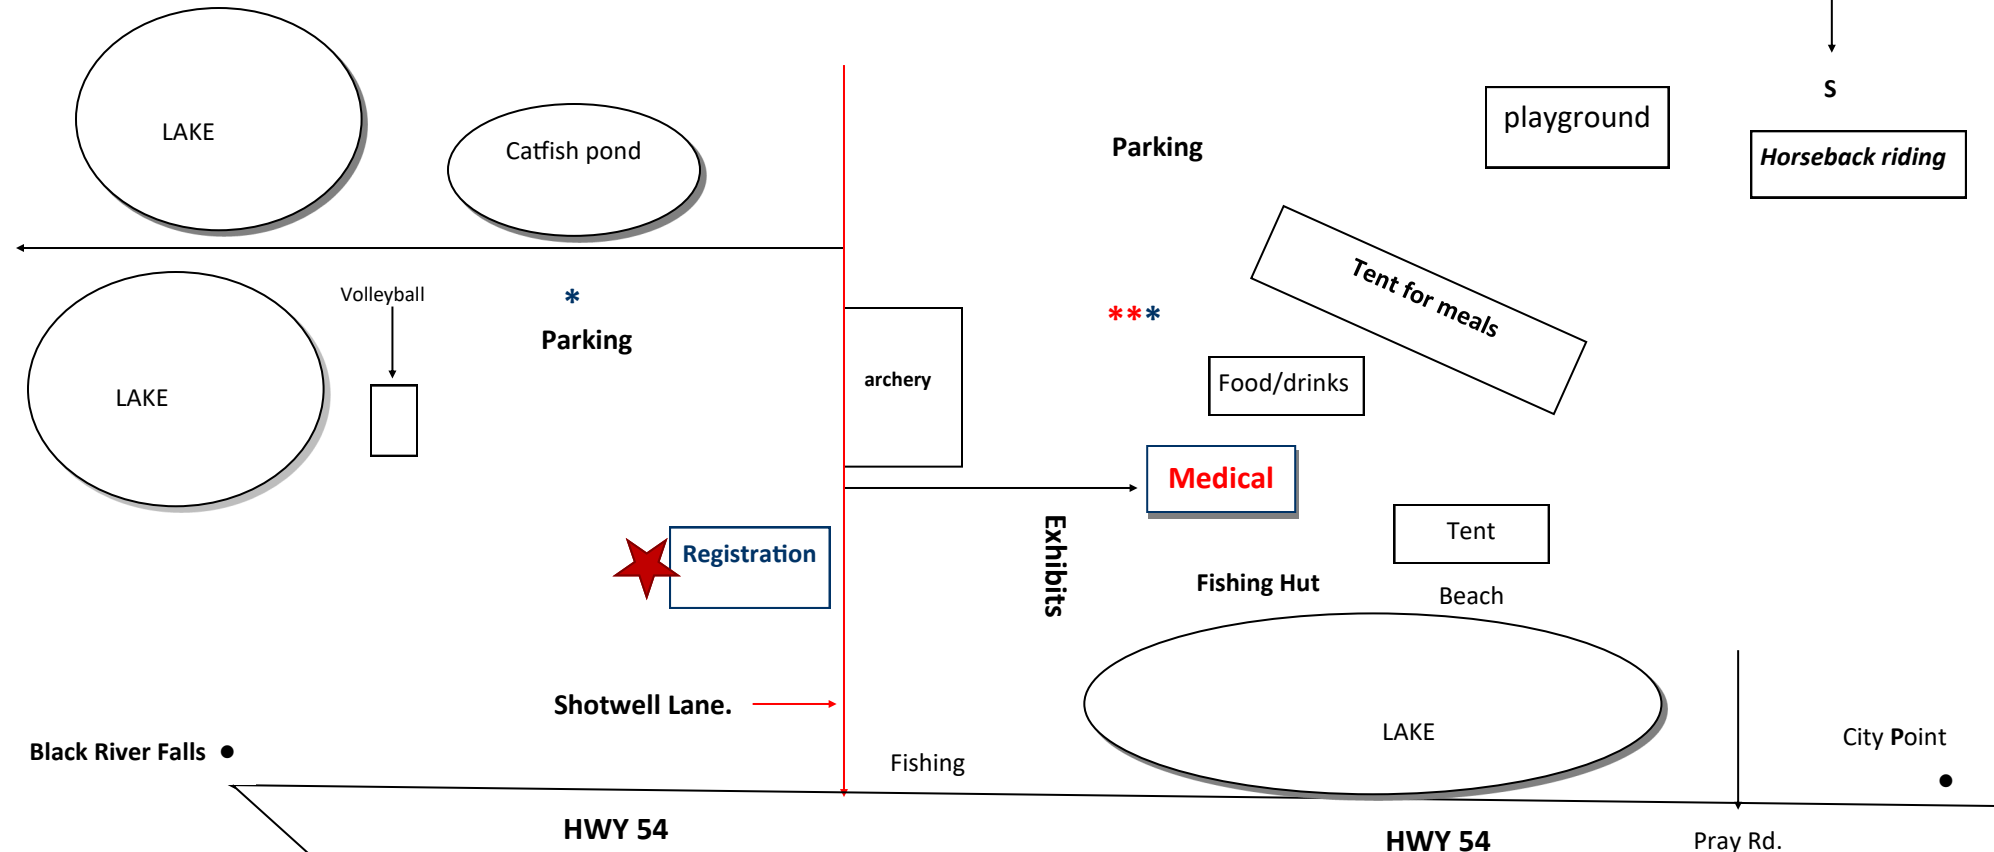 S
playground
LAKE
Catfish pond
Parking
Horseback riding
Tent for meals
Volleyball
*
***
Parking
archery
Food/drinks
LAKE
Medical
Exhibits
Tent
Registration
Fishing Hut
Beach
Shotwell Lane.
LAKE
City Point
Black River Falls
Fishing
HWY 54
HWY 54
Pray Rd.